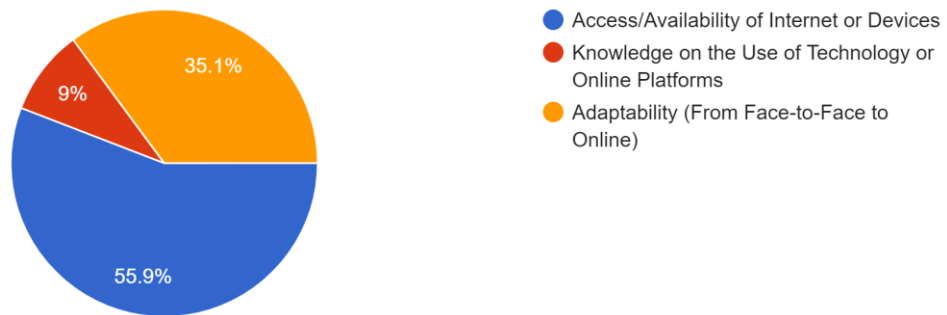 35.1%
9%
55.9%
Access/Availability of Internet or Devices
Knowledge on the Use of Technology or
Online Platforms
Adaptability (From Face-to-Face to
Online)